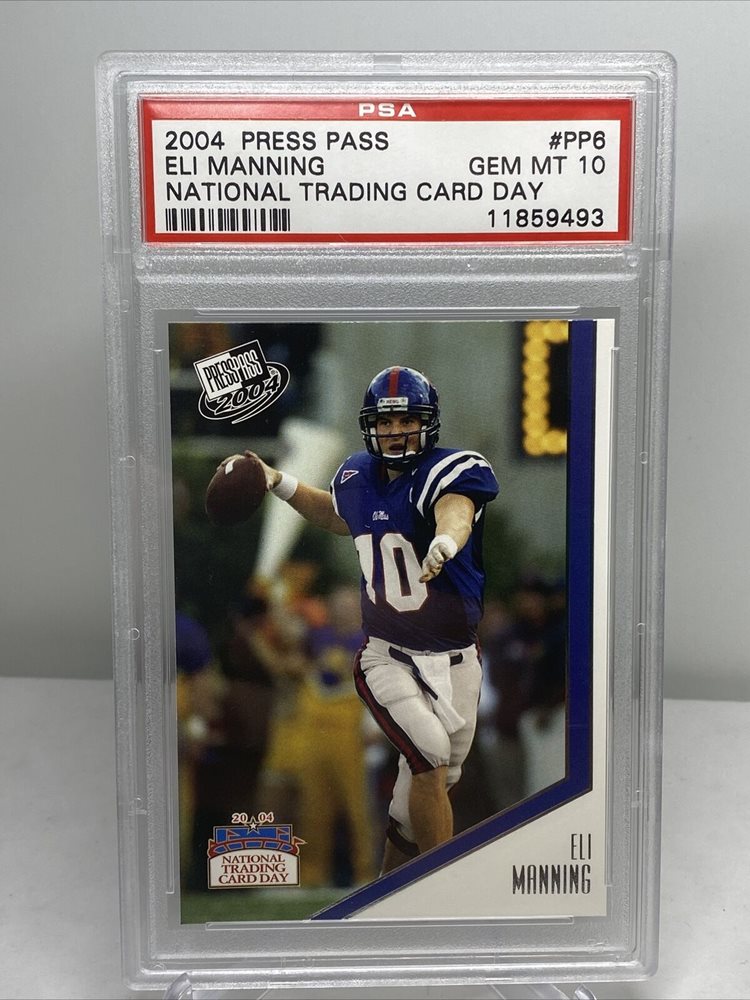 PSA
2004 PRESS PASS #PP6
ELI MANNING GEM MT 10
NATIONAL TRADING CARD DAY
11859493
PRESS PASS
2004
Ole Miss
10
20 04
NATIONAL
TRADING
CARD DAY
ELI
MANNING